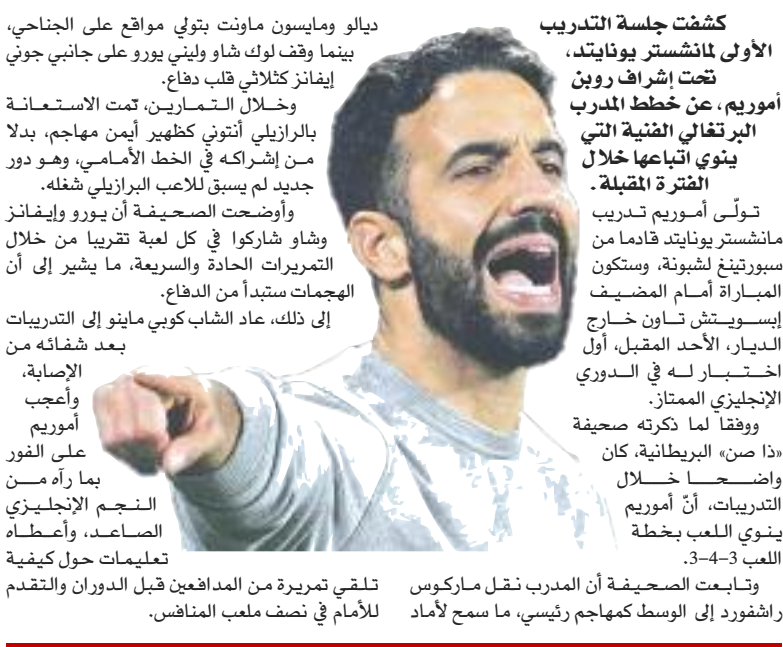 كشفت جلسة التدريب
الأولى لمانشستر يونايتد،
تحت إشراف روبن
أموريم، عن خطط المدرب
البرتغالي الفنية التي
ينوي اتباعها خلال
الفترة المقبلة.
تولّى أموريم تدريب
مانشستر يونايتد قادما من
سبورتينغ لشبونة، وستكون
المباراة أمام المضيف
إبسويتش تاون خارج
الديار، الأحد المقبل، أول
اختبار له في الدوري
الإنجليزي الممتاز.
ووفقا لما ذكرته صحيفة
«ذا صن» البريطانية، كان
واضحا خلال
التدريبات، أنّ أموريم
ينوي اللعب بخطة
اللعب 3-4-3.
وتابعت الصحيفة أن المدرب نقل ماركوس
راشفورد إلى الوسط كمهاجم رئيسي، ما سمح لأماد
ديالو ومايسون ماونت بتولي مواقع على الجناحي،
بينما وقف لوك شاو وليني يورو على جانبي جوني
إيفانز كثلاثي قلب دفاع.
وخلال التمارين، تمت الاستعانة
بالرازيلي أنتوني كظهير أيمن مهاجم، بدلا
من إشراكه في الخط الأمامي، وهو دور
جديد لم يسبق للاعب البرازيلي شغله.
وأوضحت الصحيفة أن يورو وإيفانز
وشاو شاركوا في كل لعبة تقريبا من خلال
التمريرات الحادة والسريعة، ما يشير إلى أن
الهجمات ستبدأ من الدفاع.
إلى ذلك، عاد الشاب كوبي ماينو إلى التدريبات
بعد شفائه من
الإصابة،
وأعجب
أموريم
على الفور
بما رآه من
النجم الإنجليزي
الصاعد، وأعطاه
تعليمات حول كيفية
تلقي تمريرة من المدافعين قبل الدوران والتقدم
للأمام في نصف ملعب المنافس.